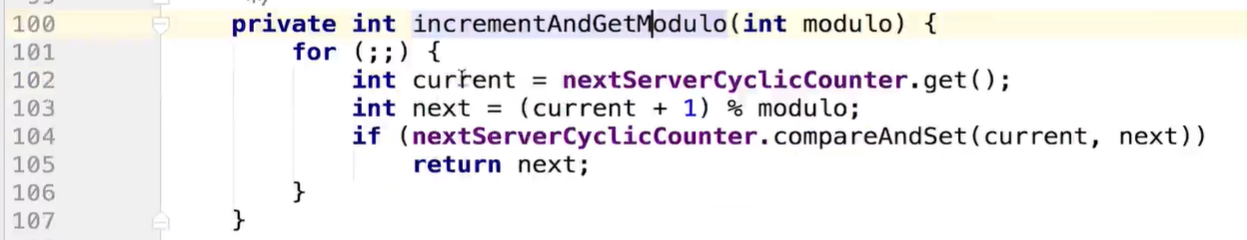 100 private int incrementAndGetModulo(int modulo) {
101 for (;;) {
102 int current = nextServerCyclicCounter.get();
103 int next = (current + 1) % modulo;
104 if (nextServerCyclicCounter.compareAndSet(current, next))
105 return next;
106 }
107 }